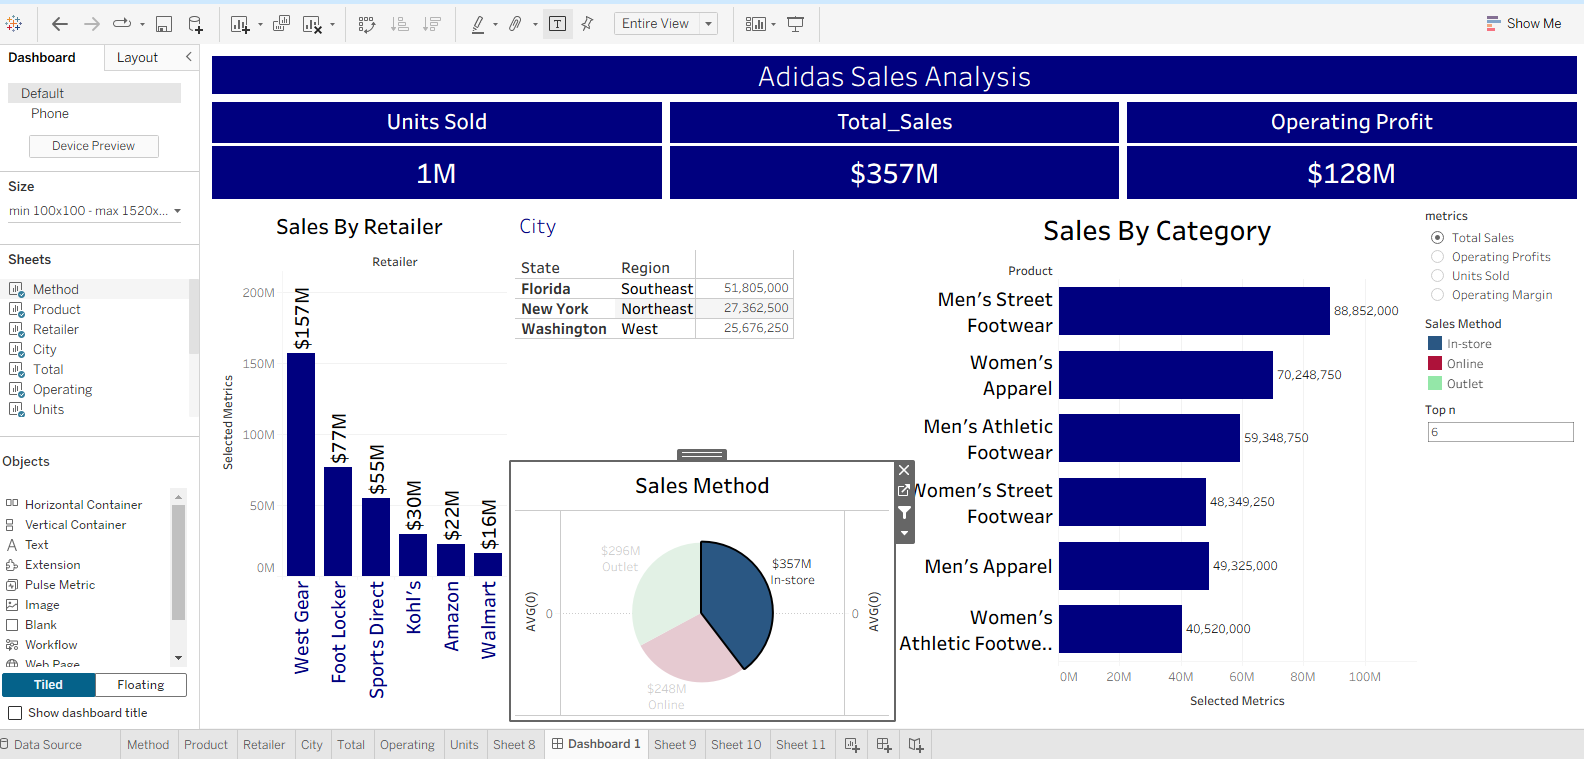 Entire View
Show Me
Dashboard
Layout
Default
Phone
Device Preview
Size
min 100x100 - max 1520x...
Sheets
Method
Product
Retailer
City
Total
Operating
Units
Objects
Horizontal Container
Vertical Container
Text
Extension
Pulse Metric
Image
Blank
Workflow
Web Page
Tiled
Floating
Show dashboard title
Adidas Sales Analysis
Units Sold
Total_Sales
Operating Profit
1M
$357M
$128M
Sales By Retailer
Retailer
Selected Metrics
200M
150M
100M
50M
0M
$157M
$77M
$55M
$30M
$22M
$16M
West Gear
Foot Locker
Sports Direct
Kohl's
Amazon
Walmart
City
State Region
Florida Southeast 51,805,000
New York Northeast 27,362,500
Washington West 25,676,250
Sales Method
AVG(0)
0
$296M
Outlet
$357M
In-store
$248M
Online
0
AVG(0)
Sales By Category
Product
Men's Street
Footwear
88,852,000
Women's
Apparel
70,248,750
Men's Athletic
Footwear
59,348,750
Women's Street
Footwear
48,349,250
Men's Apparel
49,325,000
Women's
Athletic Footwe..
40,520,000
0M 20M 40M 60M 80M 100M
Selected Metrics
metrics
Total Sales
Operating Profits
Units Sold
Operating Margin
Sales Method
In-store
Online
Outlet
Top n
6
Data Source
Method
Product
Retailer
City
Total
Operating
Units
Sheet 8
Dashboard 1
Sheet 9
Sheet 10
Sheet 11